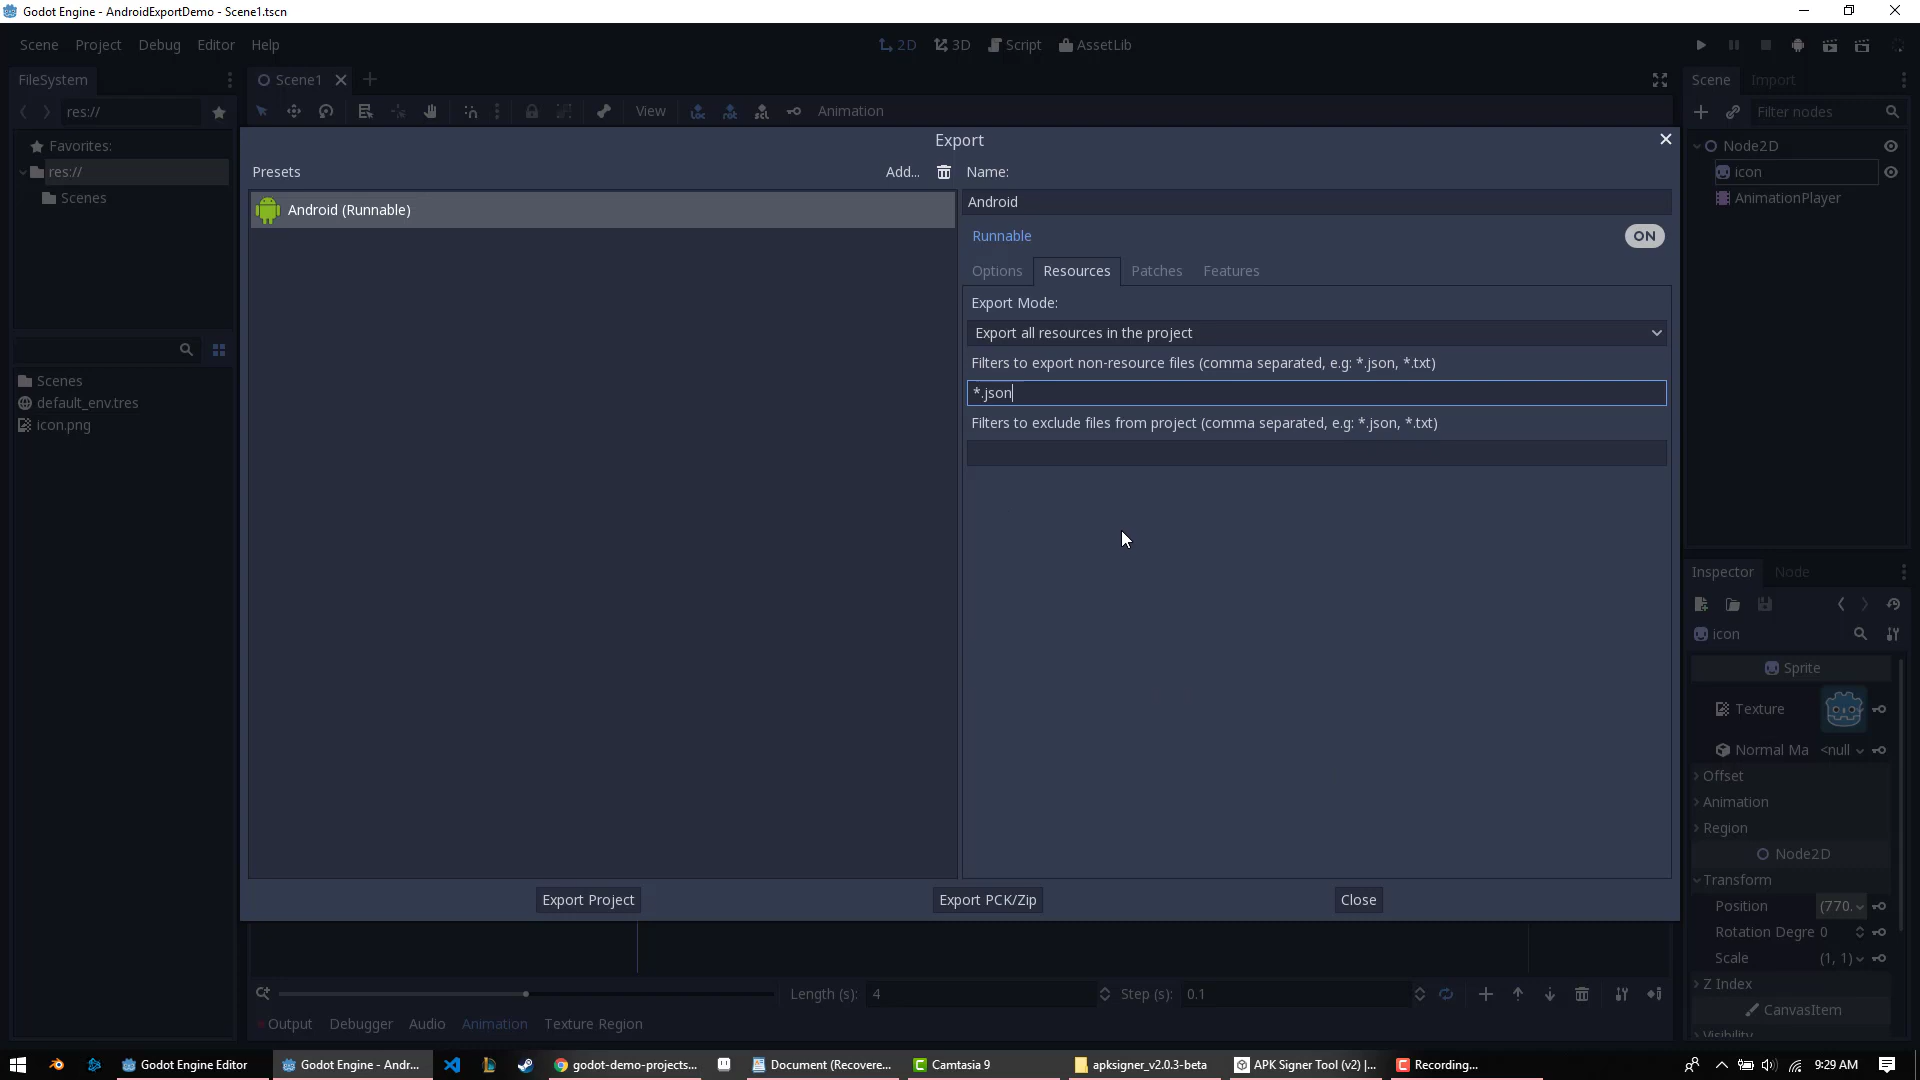 Godot Engine - AndroidExportDemo - Scene1.tscn
Scene Project Debug Editor Help
2D 3D Script AssetLib
FileSystem
Scene1
Scene Import
res://
View
Animation
Filter nodes
Favorites:
res://
Scenes
Scenes
default_env.tres
icon.png
Export
Presets
Add...
Name:
Android (Runnable)
Android
Runnable
ON
Options Resources Patches Features
Export Mode:
Export all resources in the project
Filters to export non-resource files (comma separated, e.g: *.json, *.txt)
*.json
Filters to exclude files from project (comma separated, e.g: *.json, *.txt)
Export Project
Export PCK/Zip
Close
Node2D
icon
AnimationPlayer
Inspector Node
icon
Sprite
Texture
Normal Ma <null
Offset
Animation
Region
Node2D
Transform
Position (770.
Rotation Degre 0
Scale (1, 1)
Z Index
CanvasItem
Visibility
Length (s): 4
Step (s): 0.1
Output Debugger Audio Animation Texture Region
Godot Engine Editor
Godot Engine - Andr...
godot-demo-projects...
Document (Recovere...
Camtasia 9
apksigner_v2.0.3-beta
APK Signer Tool (v2) |...
Recording...
9:29 AM